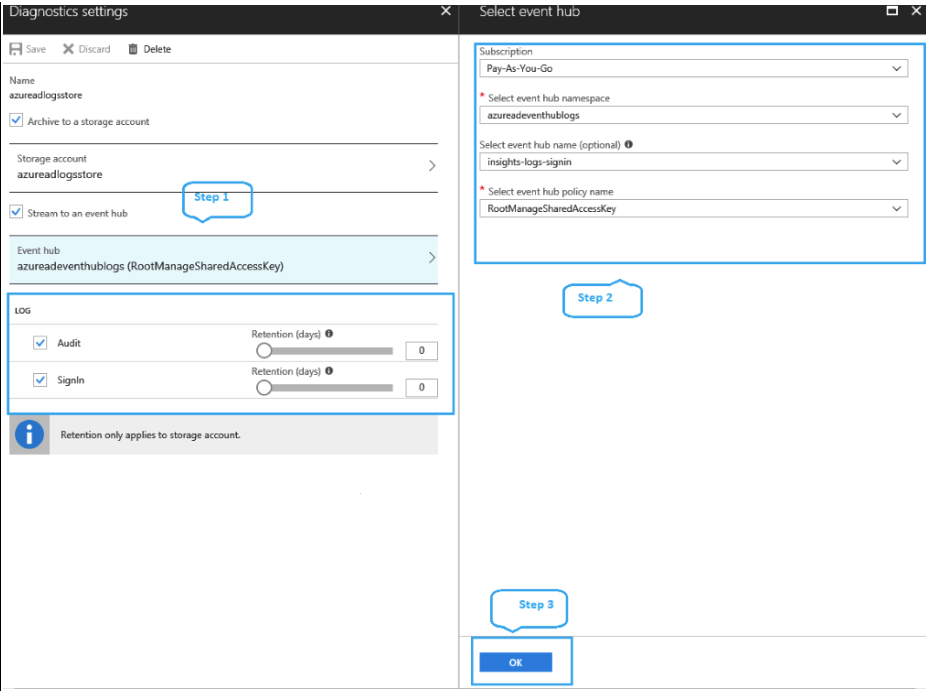 Diagnostics settings
Save Discard Delete
Name
azureadlogsstore
Archive to a storage account
Storage account
azureadlogsstore
Step 1
Stream to an event hub
Event hub
azureadeventhublogs (RootManageSharedAccessKey)
LOG
Audit
Retention (days)
0
SignIn
Retention (days)
0
Retention only applies to storage account.
Select event hub
Subscription
Pay-As-You-Go
* Select event hub namespace
azureadeventhublogs
Select event hub name (optional)
insights-logs-signin
* Select event hub policy name
RootManageSharedAccessKey
Step 2
Step 3
OK